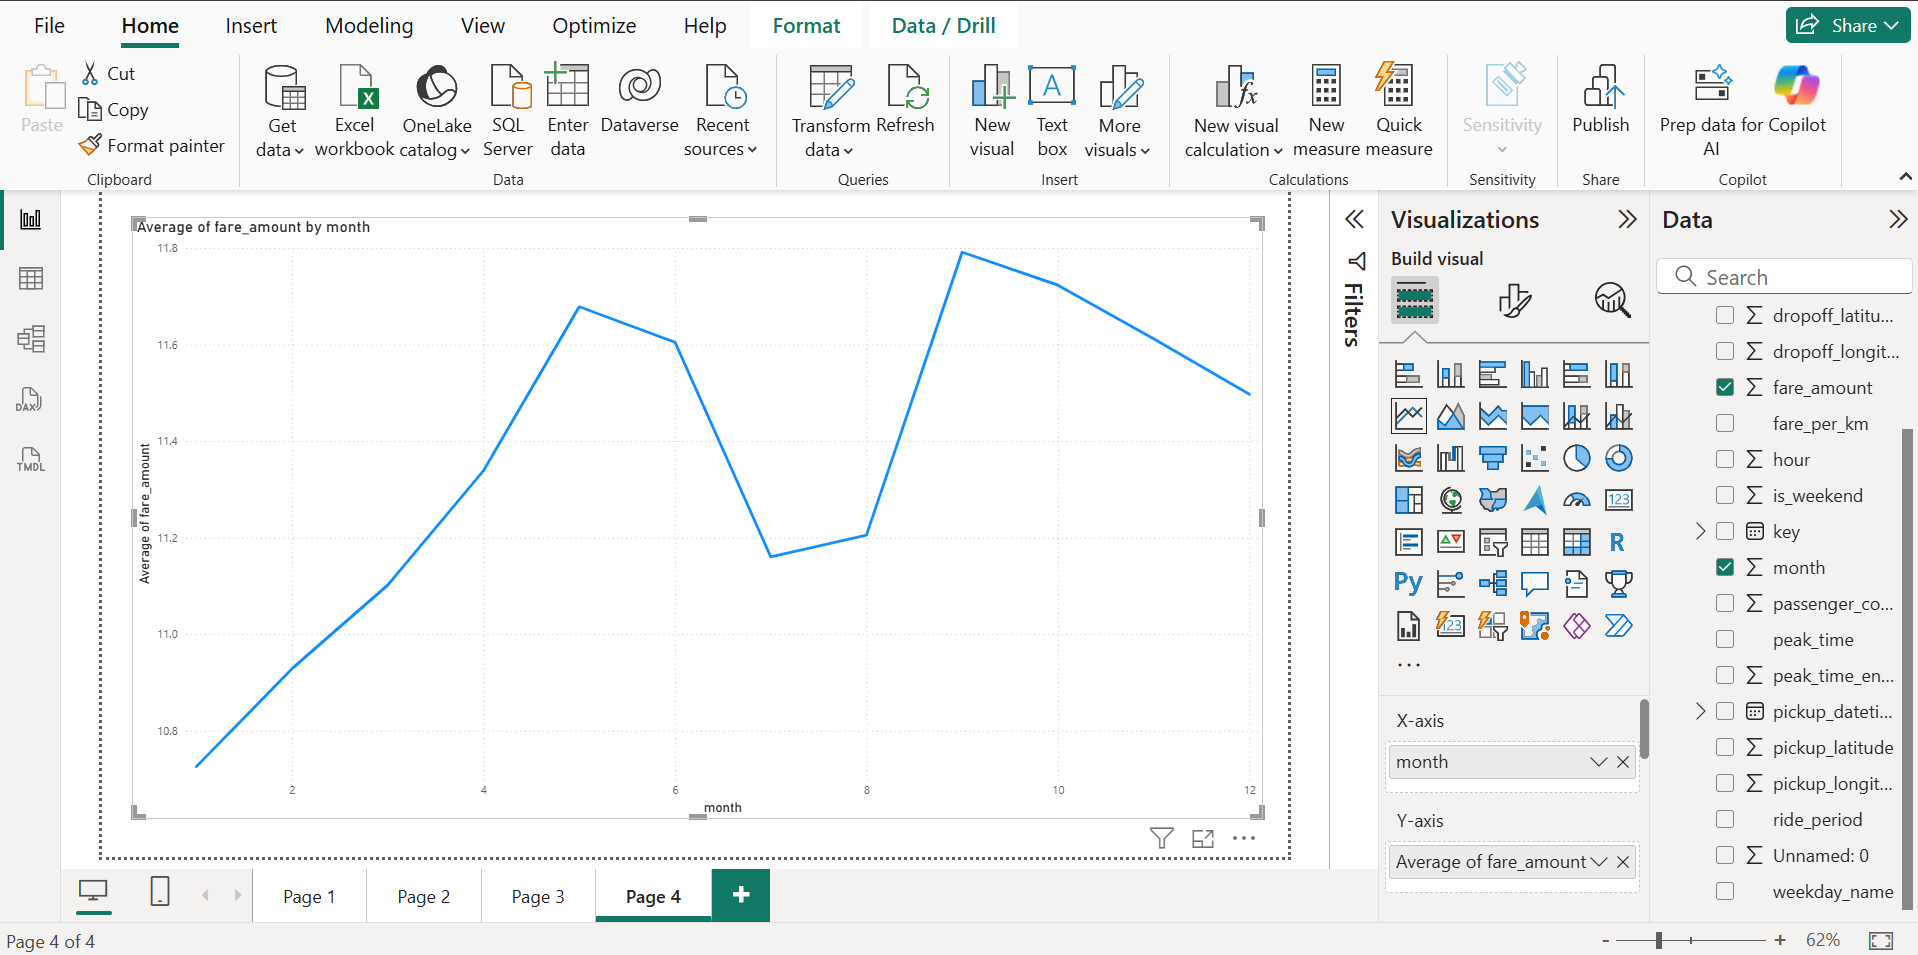 File Home Insert Modeling View Optimize Help Format Data / Drill Share
Paste
Cut
Copy
Format painter
Clipboard
Get data
Excel workbook
OneLake catalog
SQL Server
Enter data
Dataverse
Recent sources
Data
Transform data
Refresh
Queries
New visual
Text box
More visuals
Insert
New visual calculation
New measure
Quick measure
Calculations
Sensitivity
Sensitivity
Publish
Share
Prep data for AI
Copilot
Copilot
DAX
TMDL
Average of fare_amount by month
Average of fare_amount
11.8
11.6
11.4
11.2
11.0
10.8
2 4 6 8 10 12
month
Filters
Visualizations
Build visual
123
R
Py
123
...
X-axis
month
Y-axis
Average of fare_amount
Data
Search
dropoff_latitu...
dropoff_longit...
fare_amount
fare_per_km
hour
is_weekend
key
month
passenger_co...
peak_time
peak_time_en...
pickup_dateti...
pickup_latitude
pickup_longit...
ride_period
Unnamed: 0
weekday_name
Page 1 Page 2 Page 3 Page 4 +
Page 4 of 4
- + 62%